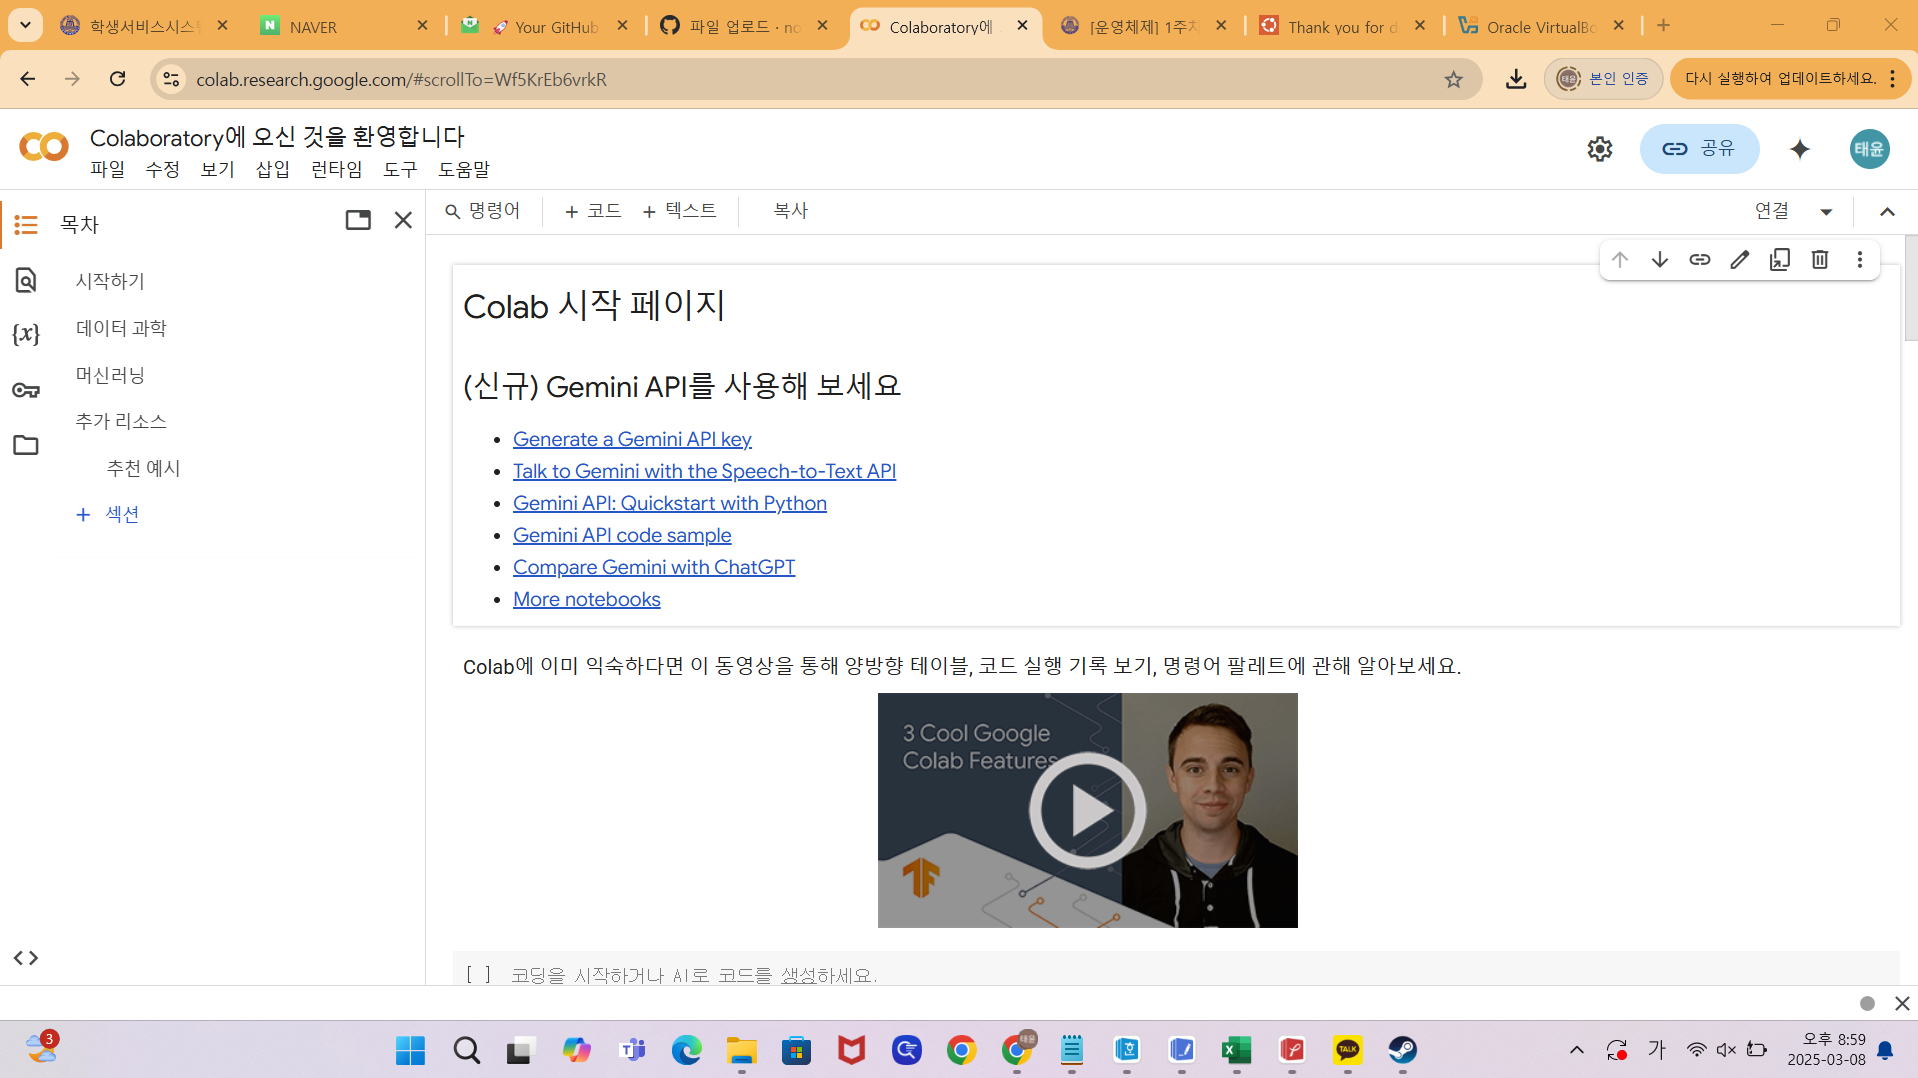 학생서비스시스템
NAVER
🚀 Your GitHub
파일 업로드 · no
Colaboratory에
[운영체제] 1주차
Thank you for d
Oracle VirtualBo
colab.research.google.com/#scrollTo=Wf5KrEb6vrkR
태윤
본인 인증
다시 실행하여 업데이트하세요.
Colaboratory에 오신 것을 환영합니다
파일 수정 보기 삽입 런타임 도구 도움말
공유
태윤
목차
명령어
+ 코드 + 텍스트
복사
연결
시작하기
데이터 과학
머신러닝
추가 리소스
추천 예시
+ 섹션
{x}
Colab 시작 페이지
(신규) Gemini API를 사용해 보세요
• Generate a Gemini API key
• Talk to Gemini with the Speech-to-Text API
• Gemini API: Quickstart with Python
• Gemini API code sample
• Compare Gemini with ChatGPT
• More notebooks
Colab에 이미 익숙하다면 이 동영상을 통해 양방향 테이블, 코드 실행 기록 보기, 명령어 팔레트에 관해 알아보세요.
3 Cool Google
Colab Features
[ ] 코딩을 시작하거나 AI로 코드를 생성하세요.
3
TALK
가
오후 8:59
2025-03-08